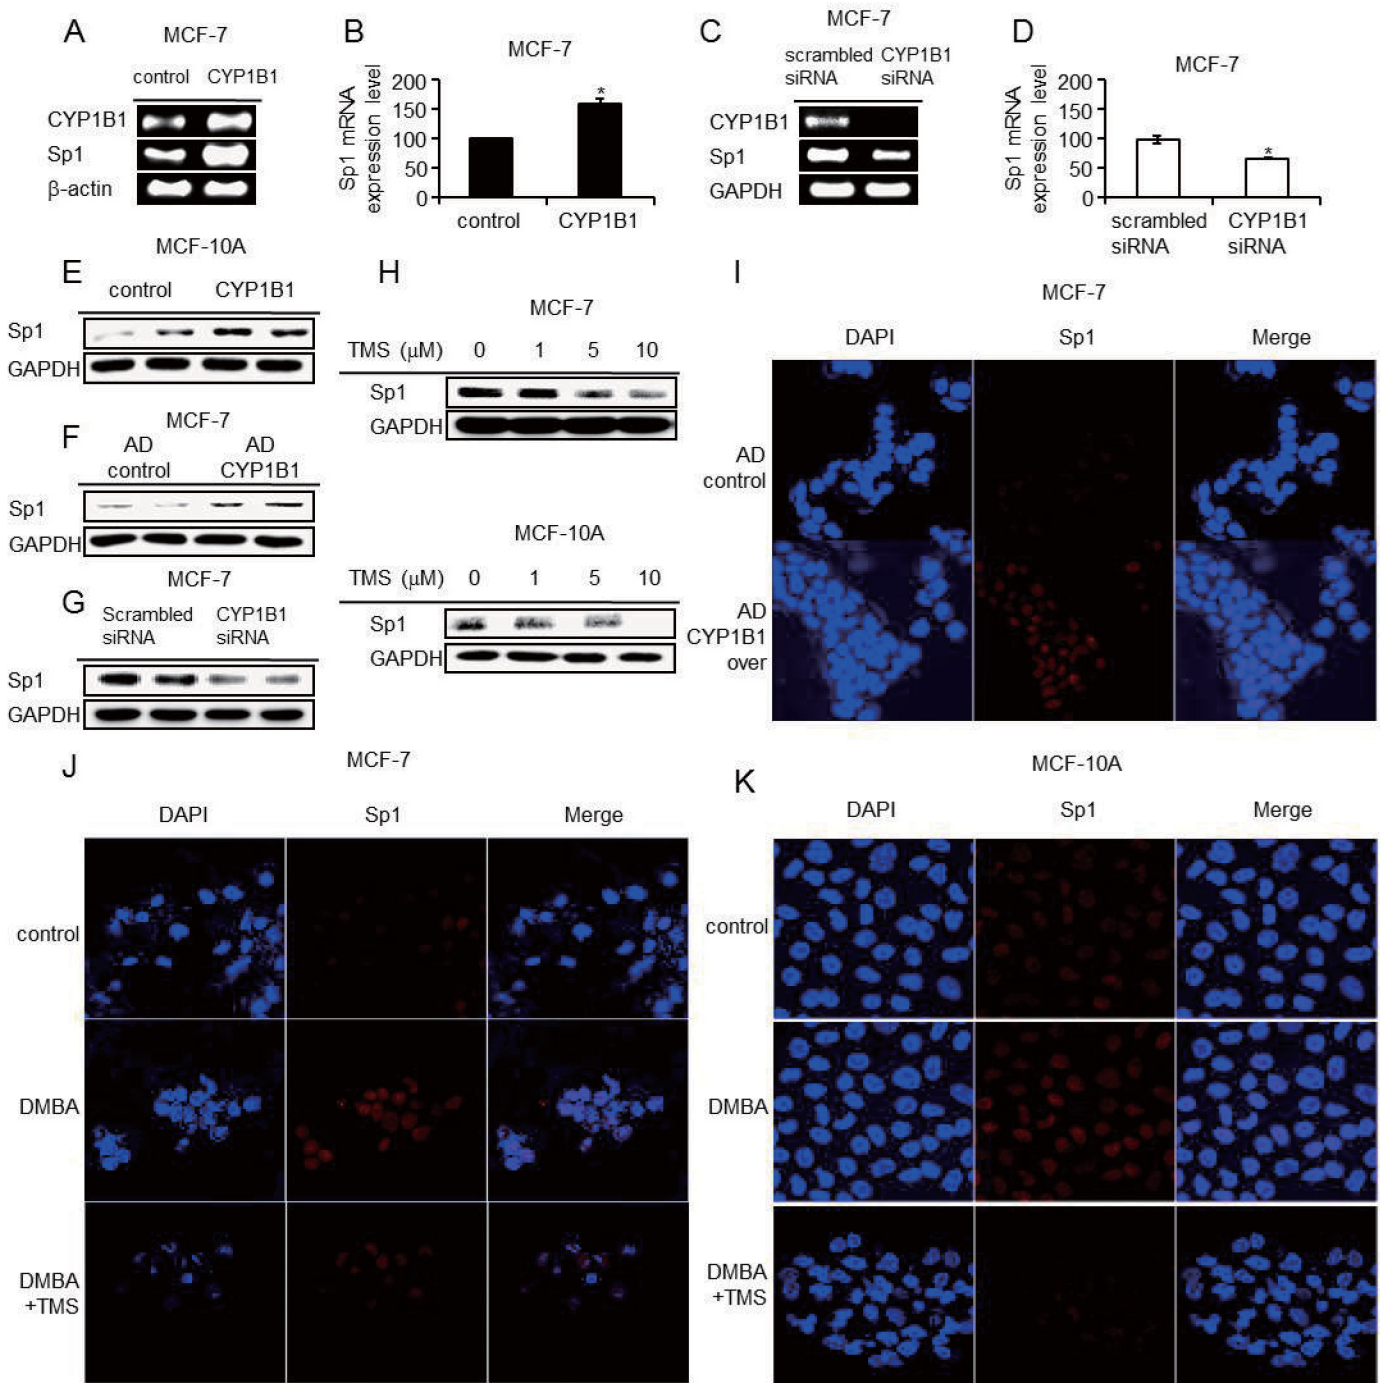 A
MCF-7
control CYP1B1
CYP1B1
Sp1
β-actin
B
MCF-7
Sp1 mRNA
expression level
200
150
100
50
0
*
control CYP1B1
C
MCF-7
scrambled CYP1B1
siRNA siRNA
CYP1B1
Sp1
GAPDH
D
MCF-7
Sp1 mRNA
expression level
200
150
100
50
0
*
scrambled CYP1B1
siRNA siRNA
E
MCF-10A
control CYP1B1
Sp1
GAPDH
F
MCF-7
AD AD
control CYP1B1
Sp1
GAPDH
G
MCF-7
Scrambled CYP1B1
siRNA siRNA
Sp1
GAPDH
H
MCF-7
TMS (μM) 0 1 5 10
Sp1
GAPDH
MCF-10A
TMS (μM) 0 1 5 10
Sp1
GAPDH
I
MCF-7
DAPI Sp1 Merge
AD
control
AD
CYP1B1
over
J
MCF-7
DAPI Sp1 Merge
control
DMBA
DMBA
+TMS
K
MCF-10A
DAPI Sp1 Merge
control
DMBA
DMBA
+TMS